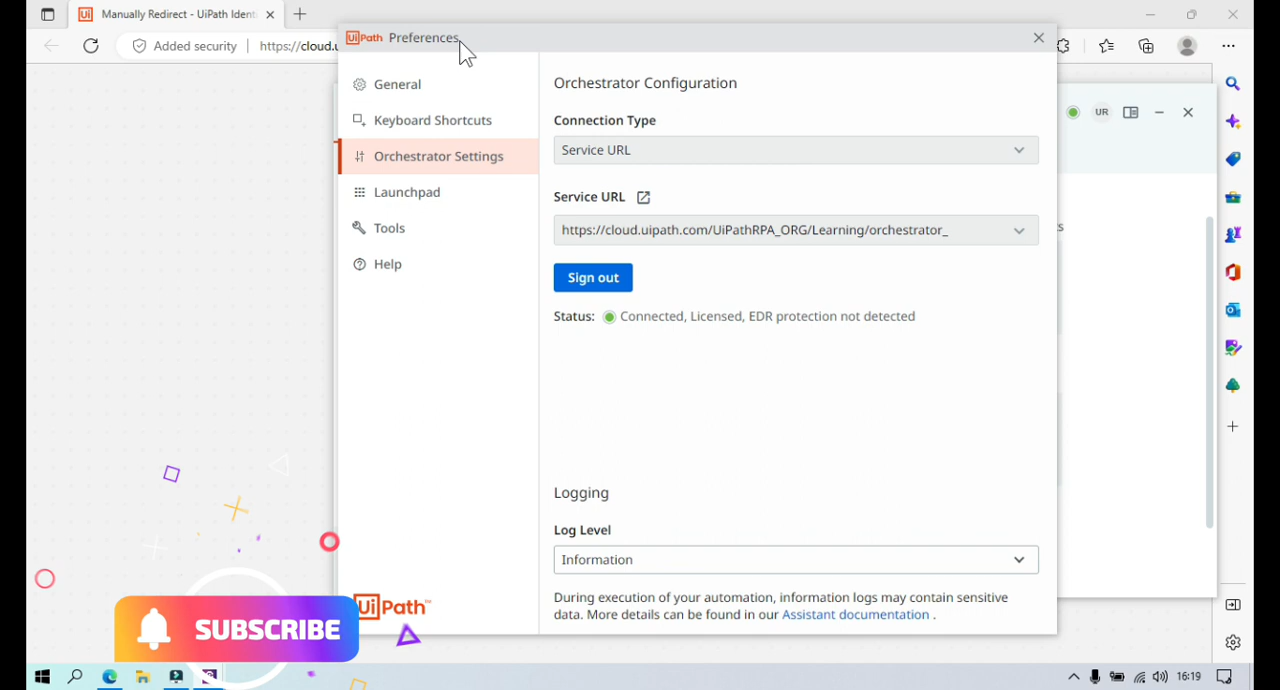 Manually Redirect - UiPath Ident
Added security
https://cloud.u
UiPath Preferences
General
Keyboard Shortcuts
Orchestrator Settings
Launchpad
Tools
Help
Orchestrator Configuration
Connection Type
Service URL
Service URL
https://cloud.uipath.com/UiPathRPA_ORG/Learning/orchestrator_
Sign out
Status: Connected, Licensed, EDR protection not detected
Logging
Log Level
Information
During execution of your automation, information logs may contain sensitive
data. More details can be found in our Assistant documentation .
UiPath™
UR
SUBSCRIBE
16:19